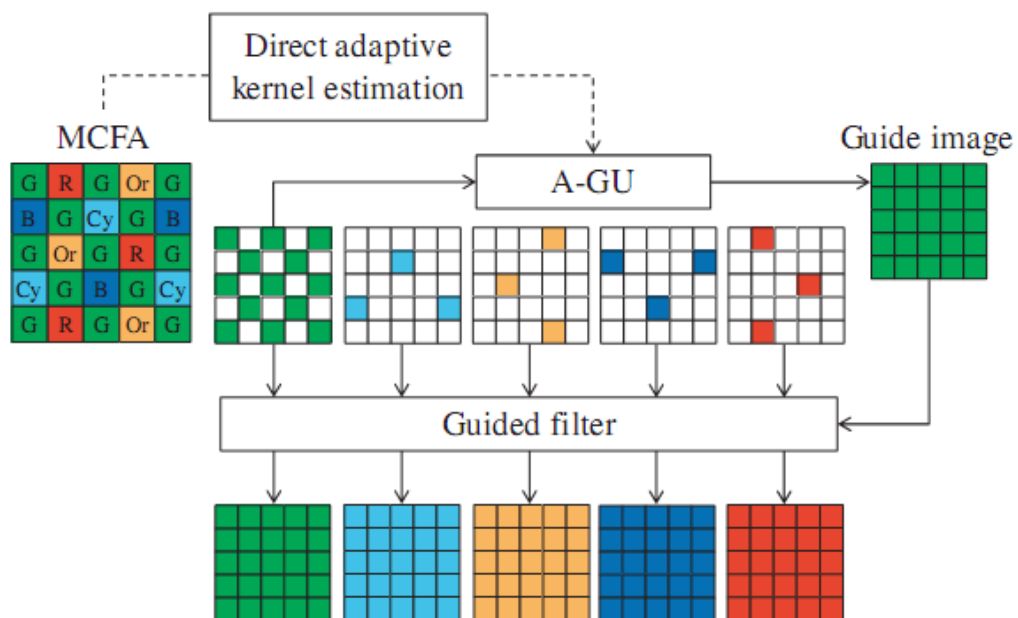 Direct adaptive
kernel estimation
MCFA
Guide image
A-GU
G R G Or G
B G Cy G B
G Or G R G
Cy G B G Cy
G R G Or G
Guided filter